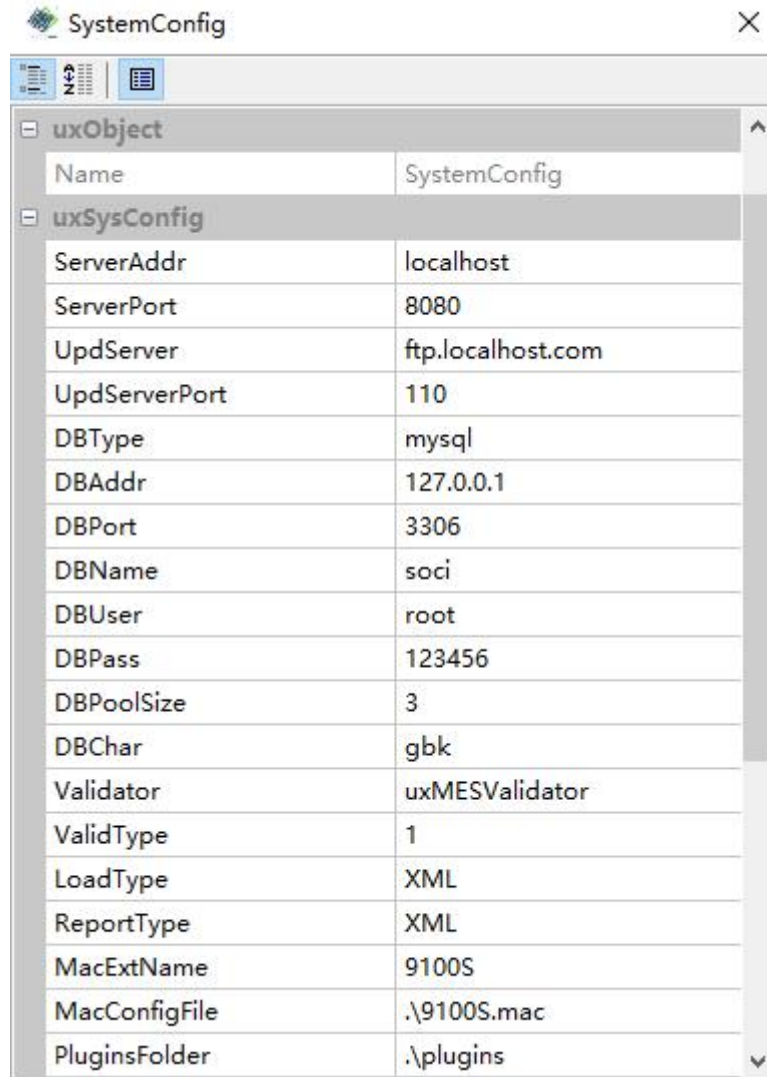 SystemConfig
uxObject
Name SystemConfig
uxSysConfig
ServerAddr localhost
ServerPort 8080
UpdServer ftp.localhost.com
UpdServerPort 110
DBType mysql
DBAddr 127.0.0.1
DBPort 3306
DBName soci
DBUser root
DBPass 123456
DBPoolSize 3
DBChar gbk
Validator uxMESValidator
ValidType 1
LoadType XML
ReportType XML
MacExtName 9100S
MacConfigFile .\9100S.mac
PluginsFolder .\plugins